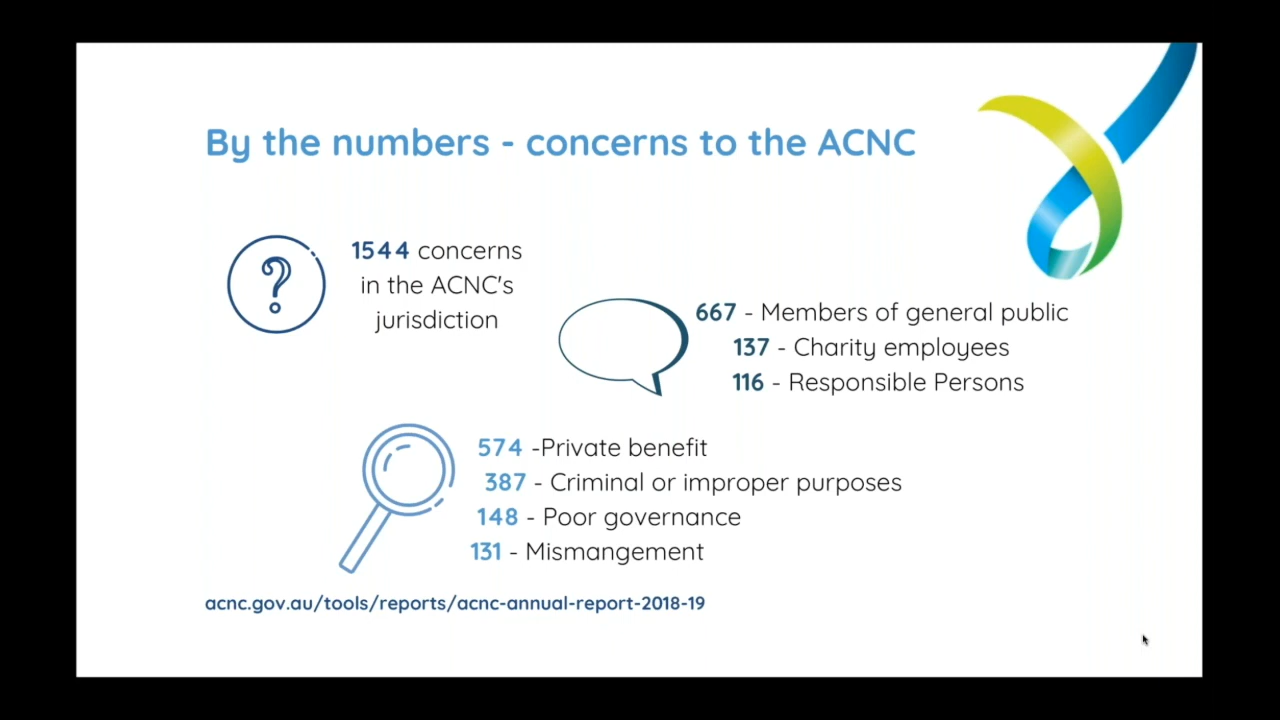 By the numbers - concerns to the ACNC
1544 concerns
in the ACNC's
jurisdiction
667 - Members of general public
137 - Charity employees
116 - Responsible Persons
574 -Private benefit
387 - Criminal or improper purposes
148 - Poor governance
131 - Mismangement
acnc.gov.au/tools/reports/acnc-annual-report-2018-19